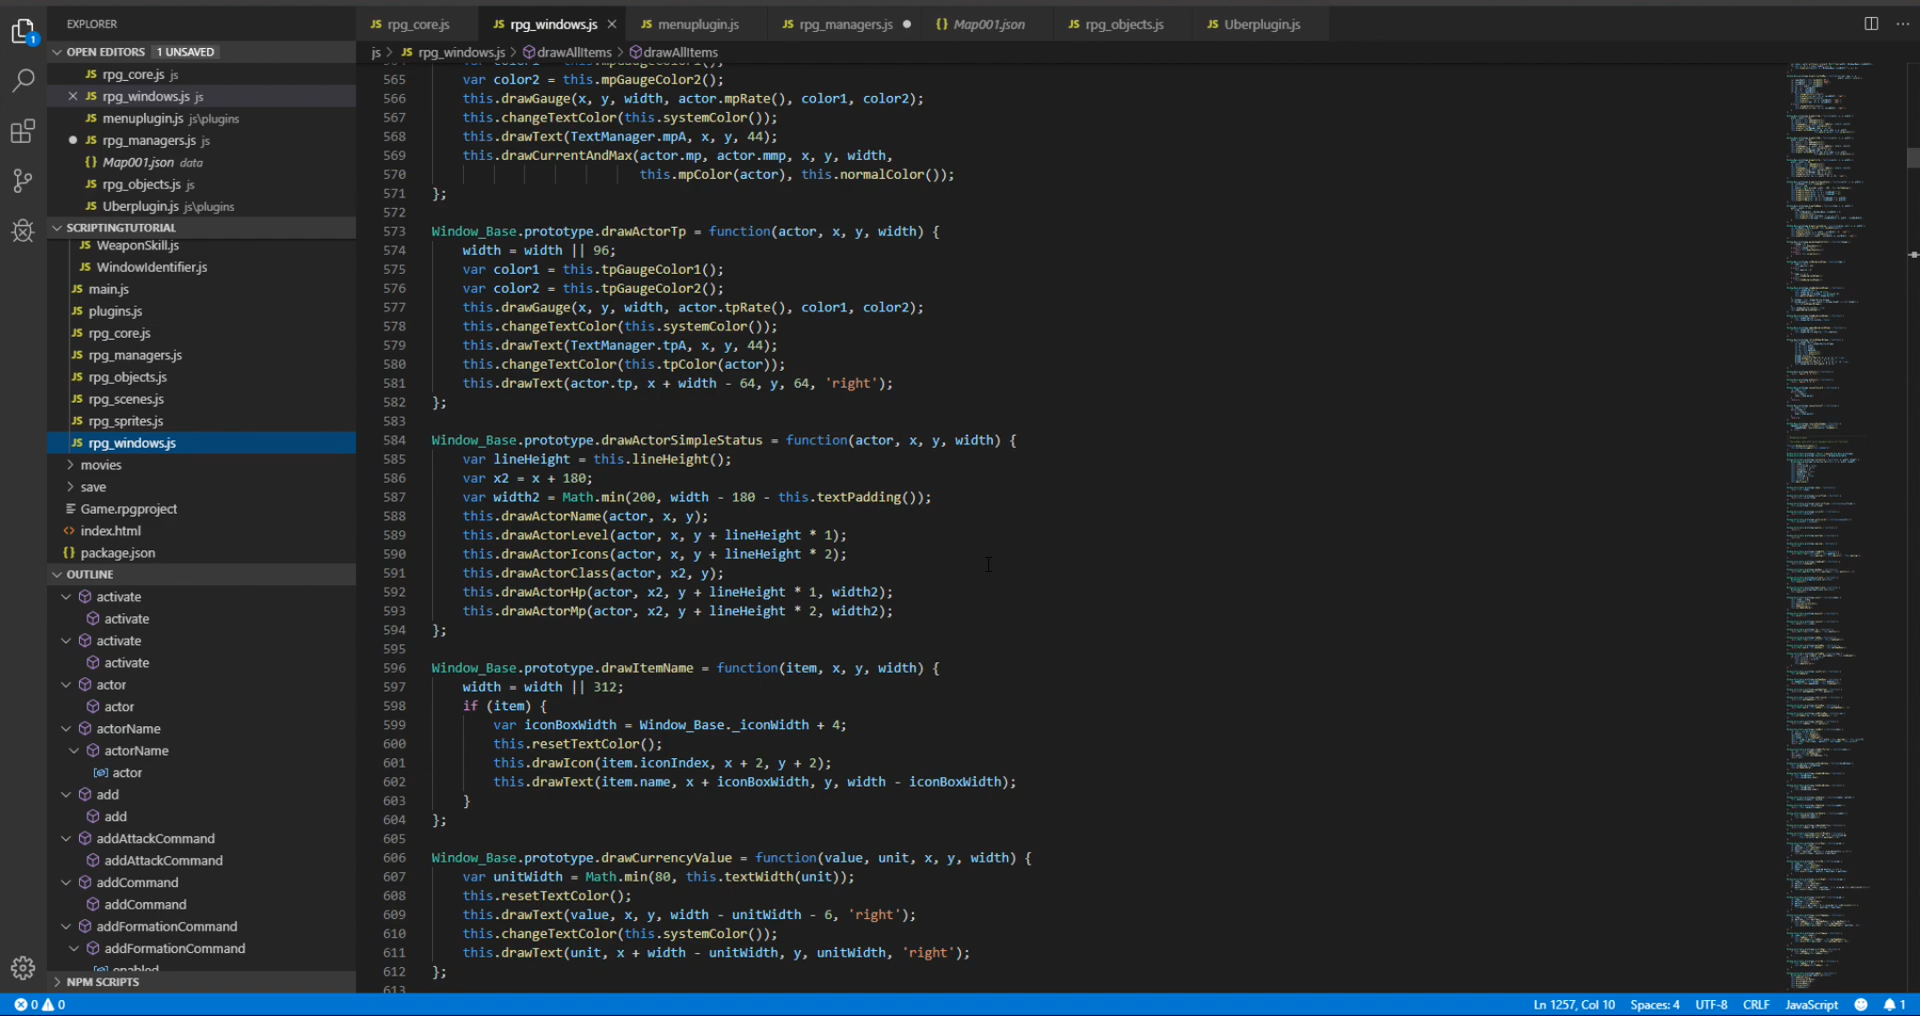 EXPLORER
OPEN EDITORS 1 UNSAVED
JS rpg_core.js js
JS rpg_windows.js js
menuplugin.js js\plugins
JS rpg_managers.js js
{} Map001.json data
JS rpg_objects.js js
JS Uberplugin.js js\plugins
SCRIPTINGTUTORIAL
JS WeaponSkill.js
JS WindowIdentifier.js
JS main.js
JS plugins.js
JS rpg_core.js
JS rpg_managers.js
JS rpg_objects.js
JS rpg_scenes.js
JS rpg_sprites.js
JS rpg_windows.js
movies
save
Game.rpgproject
<> index.html
{} package.json
OUTLINE
activate
activate
activate
activate
actor
actor
actorName
actorName
actor
add
add
addAttackCommand
addAttackCommand
addCommand
addCommand
addFormationCommand
addFormationCommand
enabled
NPM SCRIPTS
JS rpg_core.js JS rpg_windows.js JS menuplugin.js JS rpg_managers.js {} Map001.json JS rpg_objects.js JS Uberplugin.js
js > JS rpg_windows.js > drawAllItems > drawAllItems
565 var color2 = this.mpGaugeColor2();
566 this.drawGauge(x, y, width, actor.mpRate(), color1, color2);
567 this.changeTextColor(this.systemColor());
568 this.drawText(TextManager.mpA, x, y, 44);
569 this.drawCurrentAndMax(actor.mp, actor.mmp, x, y, width,
570 this.mpColor(actor), this.normalColor());
571 };
572
573 Window_Base.prototype.drawActorTp = function(actor, x, y, width) {
574 width = width || 96;
575 var color1 = this.tpGaugeColor1();
576 var color2 = this.tpGaugeColor2();
577 this.drawGauge(x, y, width, actor.tpRate(), color1, color2);
578 this.changeTextColor(this.systemColor());
579 this.drawText(TextManager.tpA, x, y, 44);
580 this.changeTextColor(this.tpColor(actor));
581 this.drawText(actor.tp, x + width - 64, y, 64, 'right');
582 };
583
584 Window_Base.prototype.drawActorSimpleStatus = function(actor, x, y, width) {
585 var lineHeight = this.lineHeight();
586 var x2 = x + 180;
587 var width2 = Math.min(200, width - 180 - this.textPadding());
588 this.drawActorName(actor, x, y);
589 this.drawActorLevel(actor, x, y + lineHeight * 1);
590 this.drawActorIcons(actor, x, y + lineHeight * 2);
591 this.drawActorClass(actor, x2, y);
592 this.drawActorHp(actor, x2, y + lineHeight * 1, width2);
593 this.drawActorMp(actor, x2, y + lineHeight * 2, width2);
594 };
595
596 Window_Base.prototype.drawItemName = function(item, x, y, width) {
597 width = width || 312;
598 if (item) {
599 var iconBoxWidth = Window_Base._iconWidth + 4;
600 this.resetTextColor();
601 this.drawIcon(item.iconIndex, x + 2, y + 2);
602 this.drawText(item.name, x + iconBoxWidth, y, width - iconBoxWidth);
603 }
604 };
605
606 Window_Base.prototype.drawCurrencyValue = function(value, unit, x, y, width) {
607 var unitWidth = Math.min(80, this.textWidth(unit));
608 this.resetTextColor();
609 this.drawText(value, x, y, width - unitWidth - 6, 'right');
610 this.changeTextColor(this.systemColor());
611 this.drawText(unit, x + width - unitWidth, y, unitWidth, 'right');
612 };
613
0 0 Ln 1257, Col 10 Spaces: 4 UTF-8 CRLF JavaScript 1